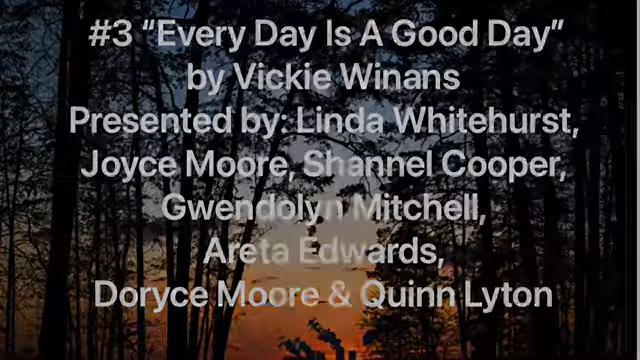 #3 “Every Day Is A Good Day”
by Vickie Winans
Presented by: Linda Whitehurst,
Joyce Moore, Shannel Cooper,
Gwendolyn Mitchell,
Areta Edwards,
Doryce Moore & Quinn Lyton